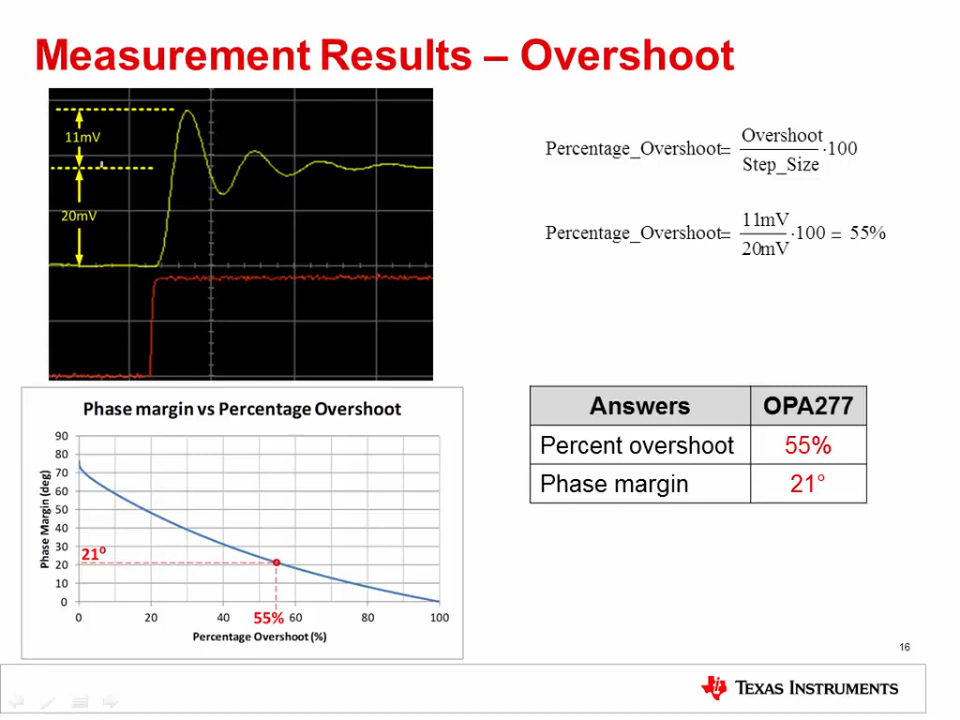 Measurement Results – Overshoot
11mV
20mV
Percentage_Overshoot= Overshoot / Step_Size ·100
Percentage_Overshoot= 11mV / 20mV ·100 = 55%
Phase margin vs Percentage Overshoot
Phase Margin (deg)
90
80
70
60
50
40
30
20
10
0
21º
0 20 40 55% 60 80 100
Percentage Overshoot (%)
Answers OPA277
Percent overshoot 55%
Phase margin 21°
16
TEXAS INSTRUMENTS